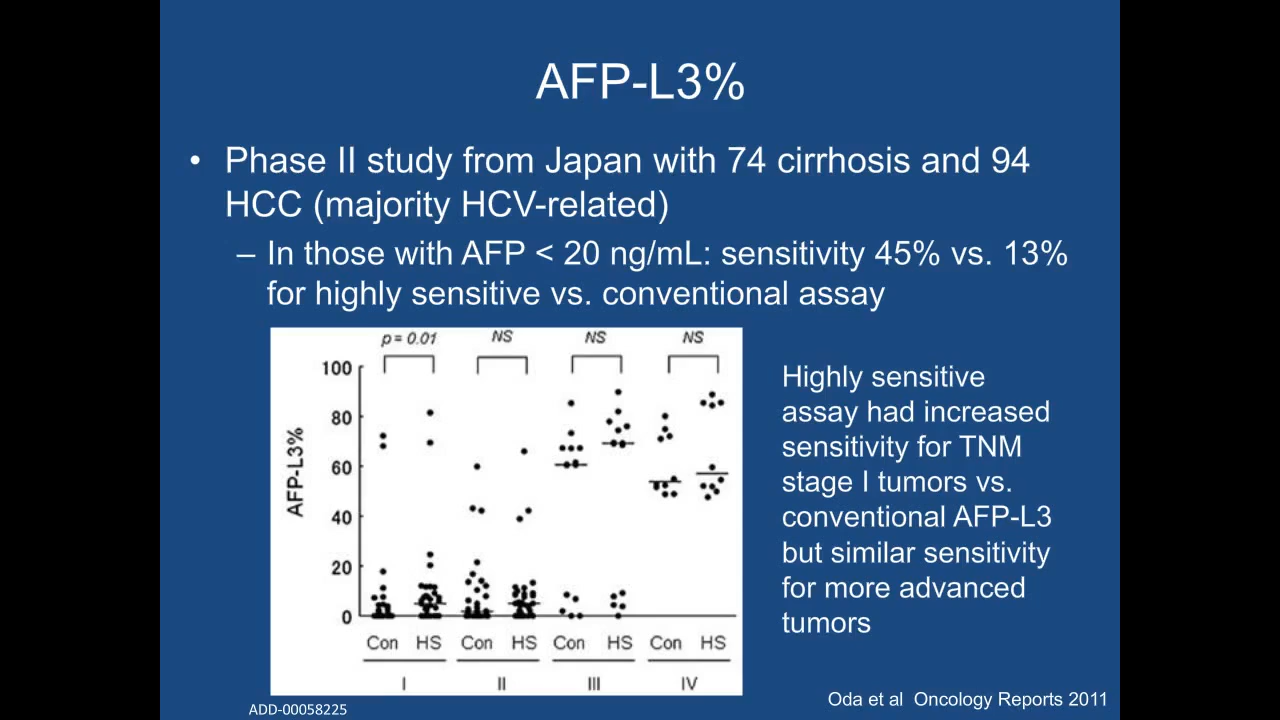 AFP-L3%
• Phase II study from Japan with 74 cirrhosis and 94
HCC (majority HCV-related)
– In those with AFP < 20 ng/mL: sensitivity 45% vs. 13%
for highly sensitive vs. conventional assay
p = 0.01 NS NS NS
100
80
60
40
20
0
AFP-L3%
Con HS Con HS Con HS Con HS
I II III IV
Highly sensitive
assay had increased
sensitivity for TNM
stage I tumors vs.
conventional AFP-L3
but similar sensitivity
for more advanced
tumors
Oda et al Oncology Reports 2011
ADD-00058225